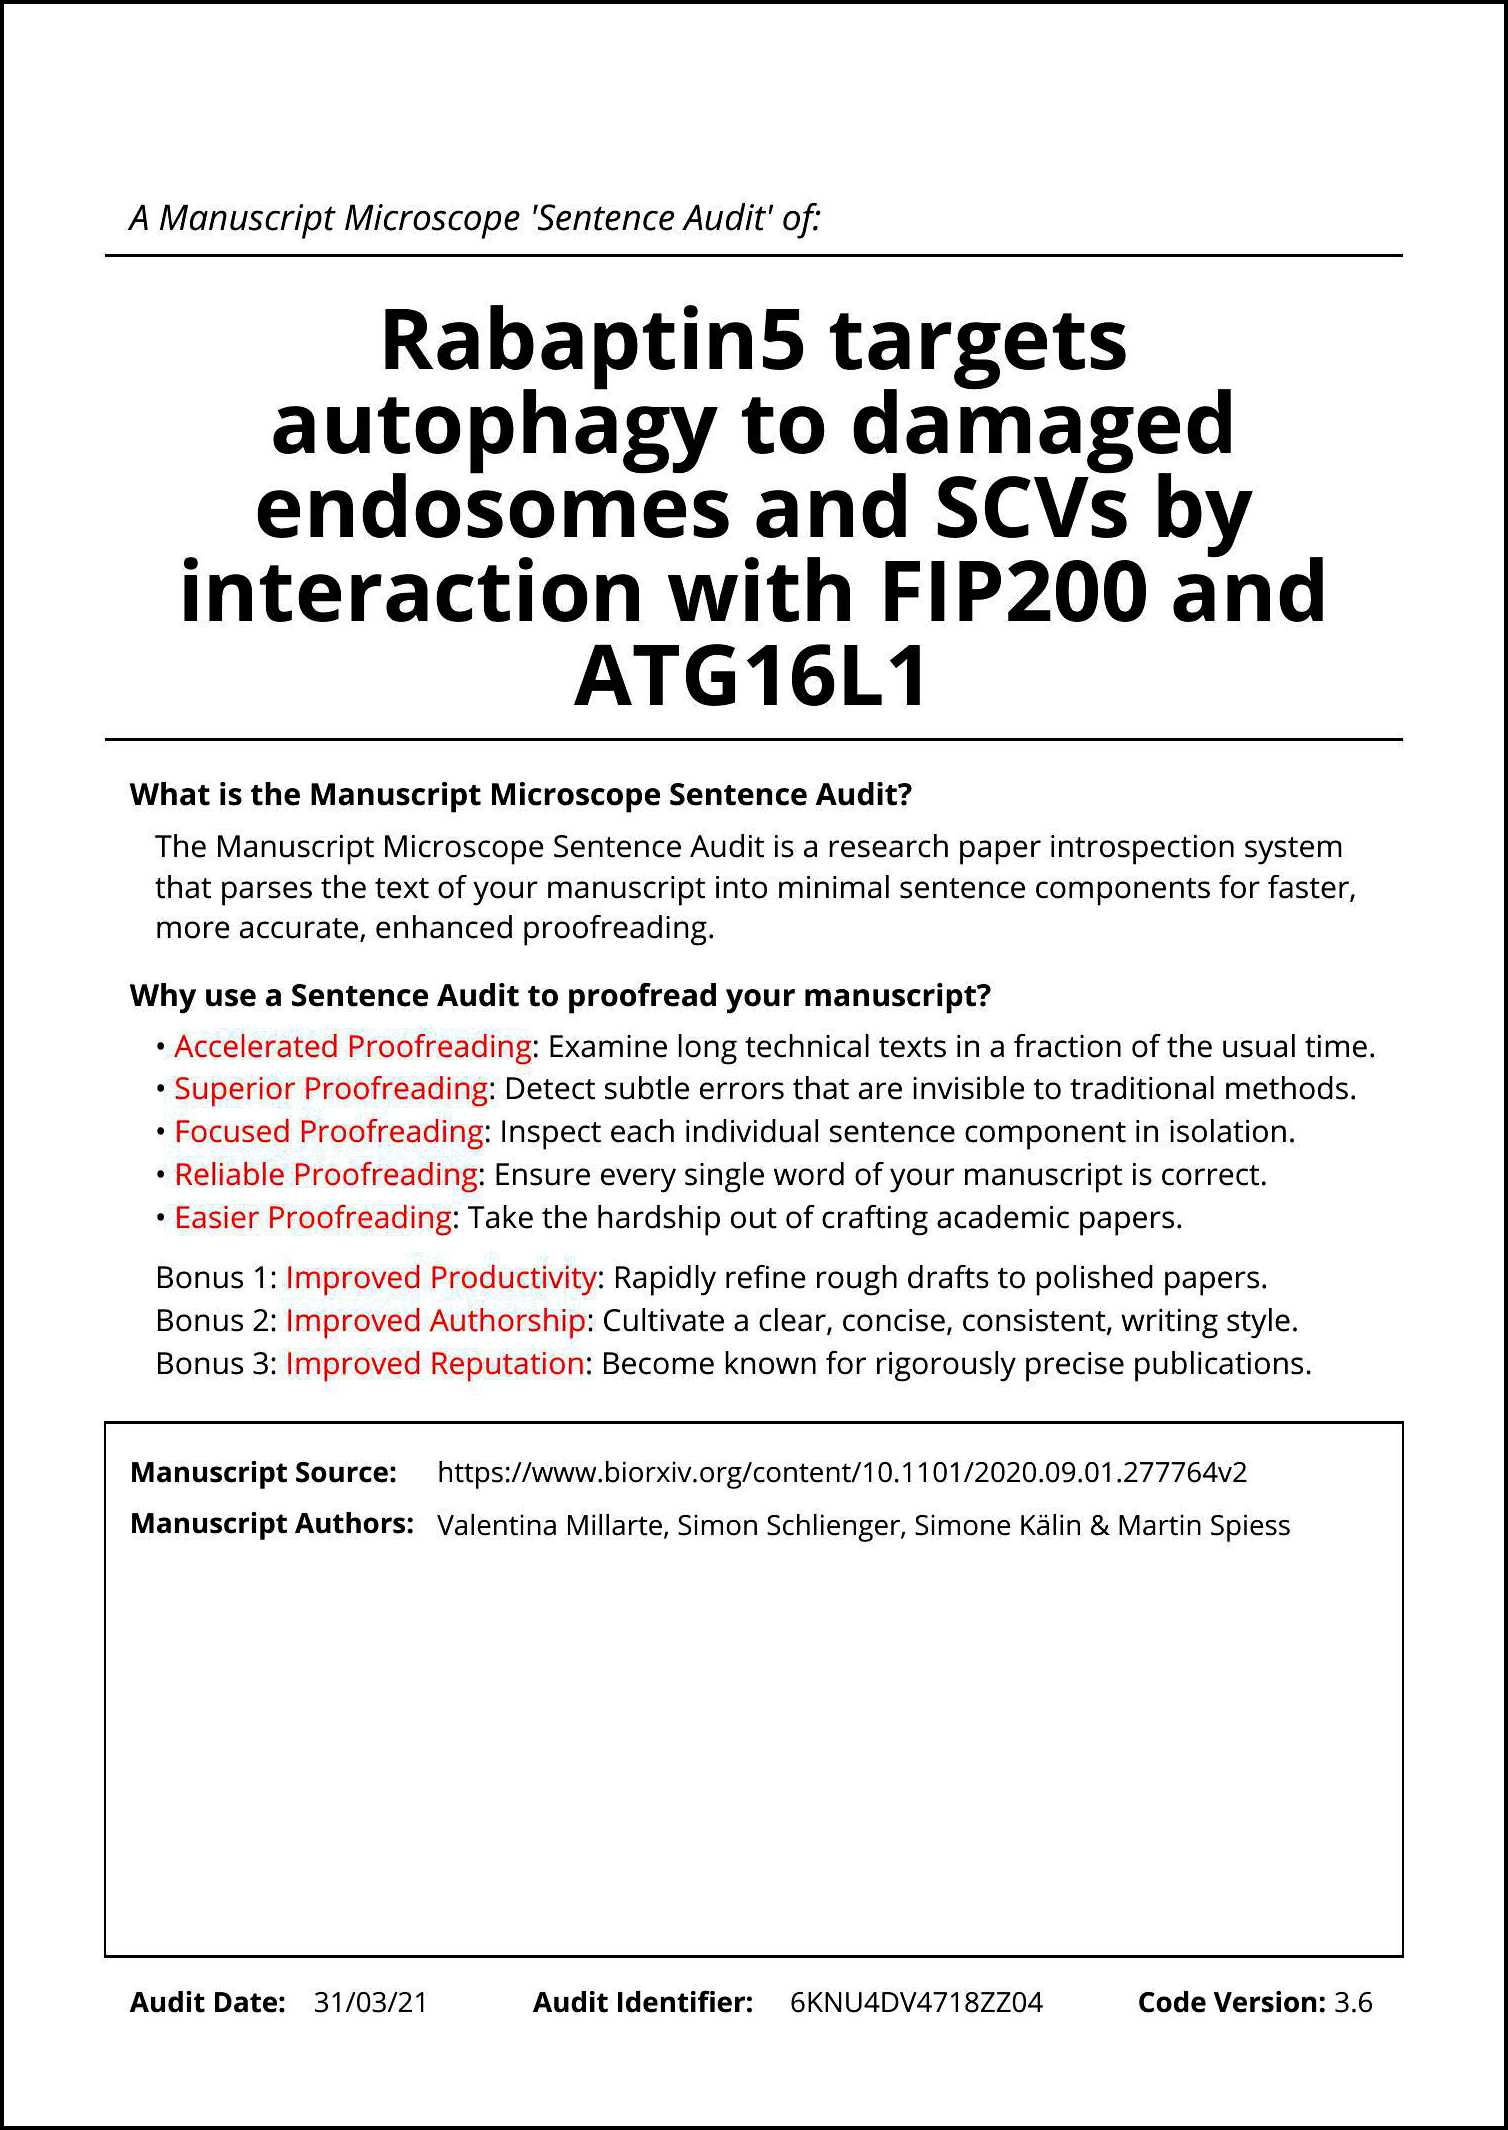 A Manuscript Microscope 'Sentence Audit' of:
Rabaptin5 targets
autophagy to damaged
endosomes and SCVs by
interaction with FIP200 and
ATG16L1
What is the Manuscript Microscope Sentence Audit?
The Manuscript Microscope Sentence Audit is a research paper introspection system
that parses the text of your manuscript into minimal sentence components for faster,
more accurate, enhanced proofreading.
Why use a Sentence Audit to proofread your manuscript?
• Accelerated Proofreading: Examine long technical texts in a fraction of the usual time.
• Superior Proofreading: Detect subtle errors that are invisible to traditional methods.
• Focused Proofreading: Inspect each individual sentence component in isolation.
• Reliable Proofreading: Ensure every single word of your manuscript is correct.
• Easier Proofreading: Take the hardship out of crafting academic papers.
Bonus 1: Improved Productivity: Rapidly refine rough drafts to polished papers.
Bonus 2: Improved Authorship: Cultivate a clear, concise, consistent, writing style.
Bonus 3: Improved Reputation: Become known for rigorously precise publications.
Manuscript Source: https://www.biorxiv.org/content/10.1101/2020.09.01.277764v2
Manuscript Authors: Valentina Millarte, Simon Schlienger, Simone Kälin & Martin Spiess
Audit Date: 31/03/21 Audit Identifier: 6KNU4DV4718ZZ04 Code Version: 3.6